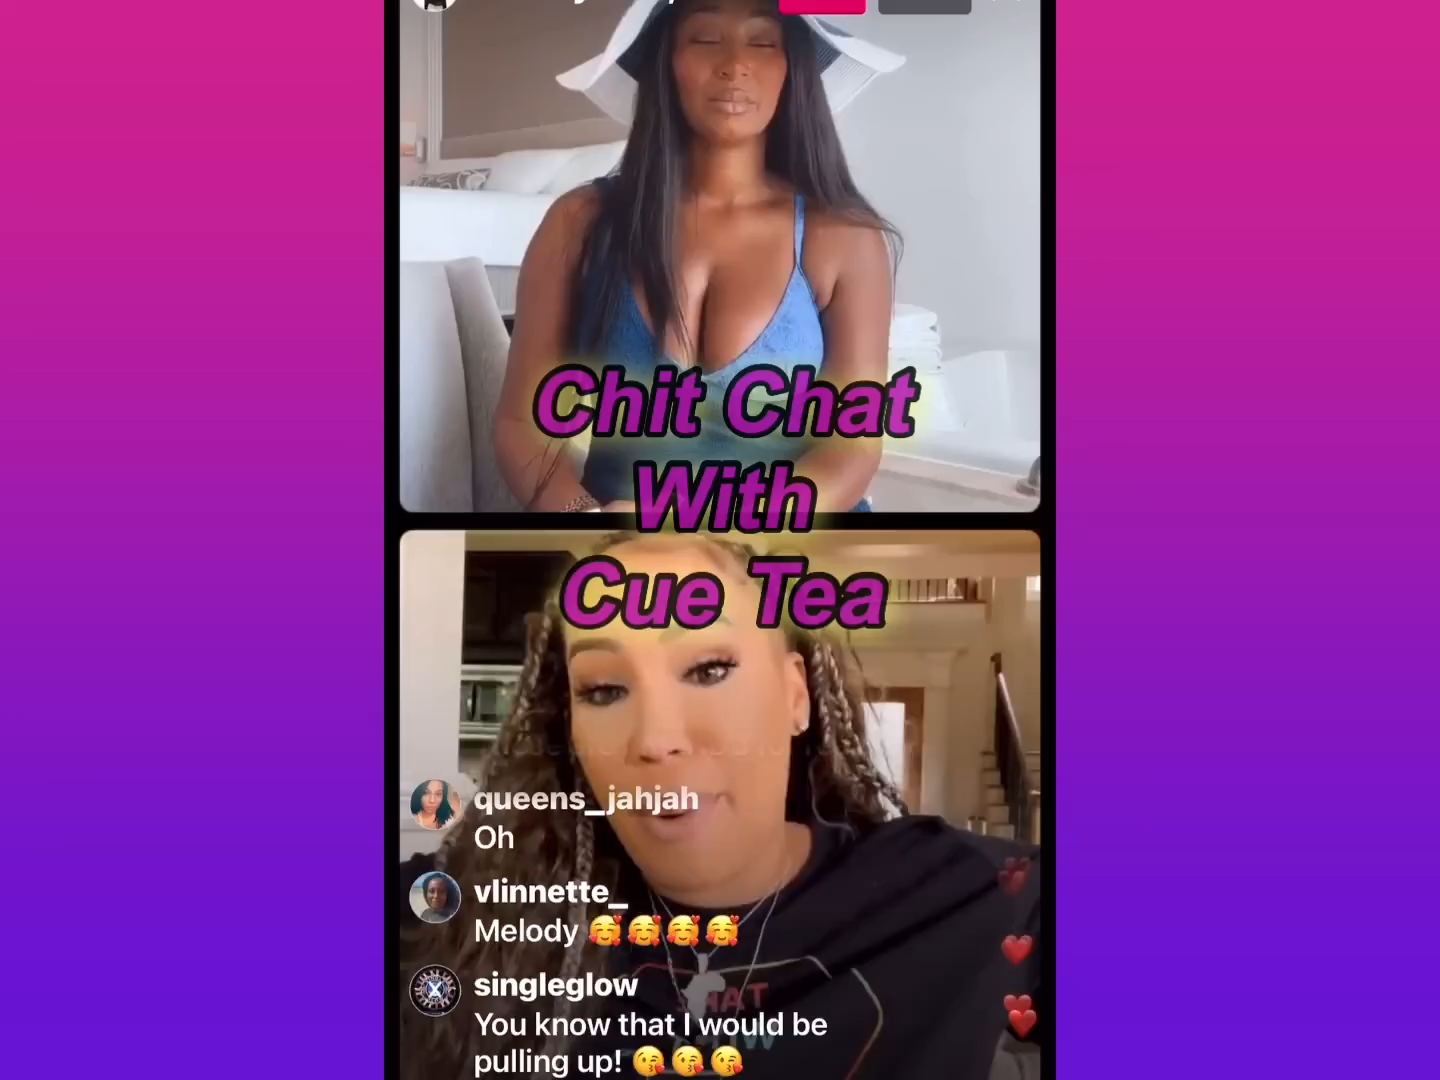 Chit Chat
With
Cue Tea
queens_jahjah
Oh
vlinnette_
Melody 🥰🥰🥰🥰
singleglow
You know that I would be
pulling up! 😘😘😘